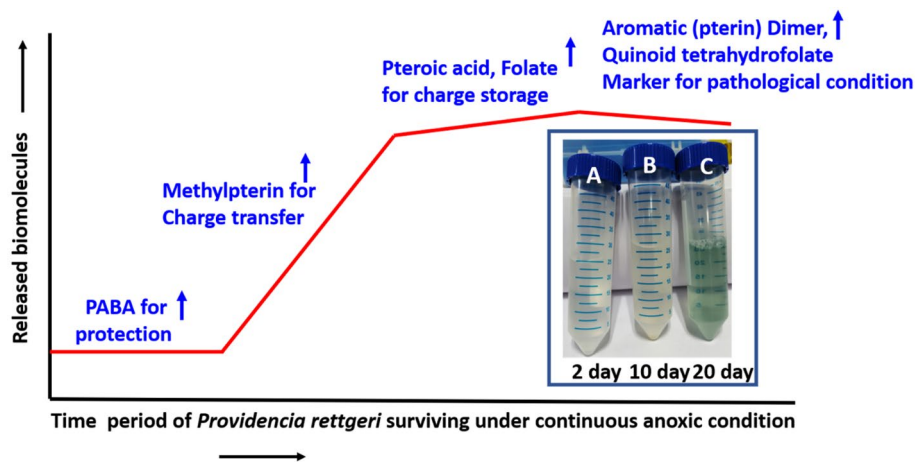 Aromatic (pterin) Dimer,
Quinoid tetrahydrofolate
Marker for pathological condition
Pteroic acid, Folate
for charge storage
Methylpterin for
Charge transfer
PABA for
protection
Released biomolecules
A B C
2 day 10 day 20 day
Time period of Providencia rettgeri surviving under continuous anoxic condition